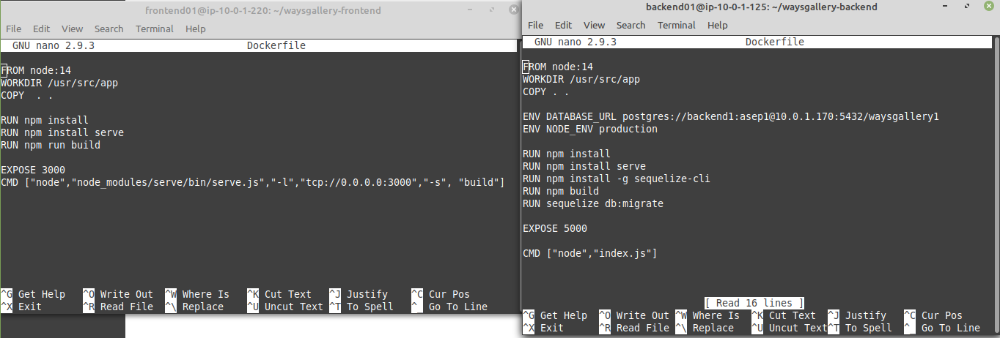 frontend01@ip-10-0-1-220: ~/waysgallery-frontend
File Edit View Search Terminal Help
GNU nano 2.9.3 Dockerfile
FROM node:14
WORKDIR /usr/src/app
COPY  . .
RUN npm install
RUN npm install serve
RUN npm run build
EXPOSE 3000
CMD ["node","node_modules/serve/bin/serve.js","-l","tcp://0.0.0.0:3000","-s", "build"]
^G Get Help ^O Write Out ^W Where Is ^K Cut Text ^J Justify ^C Cur Pos
^X Exit ^R Read File ^\ Replace ^U Uncut Text ^T To Spell ^_ Go To Line
backend01@ip-10-0-1-125: ~/waysgallery-backend
File Edit View Search Terminal Help
GNU nano 2.9.3 Dockerfile
FROM node:14
WORKDIR /usr/src/app
COPY . .
ENV DATABASE_URL postgres://backend1:asep1@10.0.1.170:5432/waysgallery1
ENV NODE_ENV production
RUN npm install
RUN npm install serve
RUN npm install -g sequelize-cli
RUN npm build
RUN sequelize db:migrate
EXPOSE 5000
CMD ["node","index.js"]
[ Read 16 lines ]
^G Get Help ^O Write Out ^W Where Is ^K Cut Text ^J Justify ^C Cur Pos
^X Exit ^R Read File ^\ Replace ^U Uncut Text ^T To Spell ^_ Go To Line